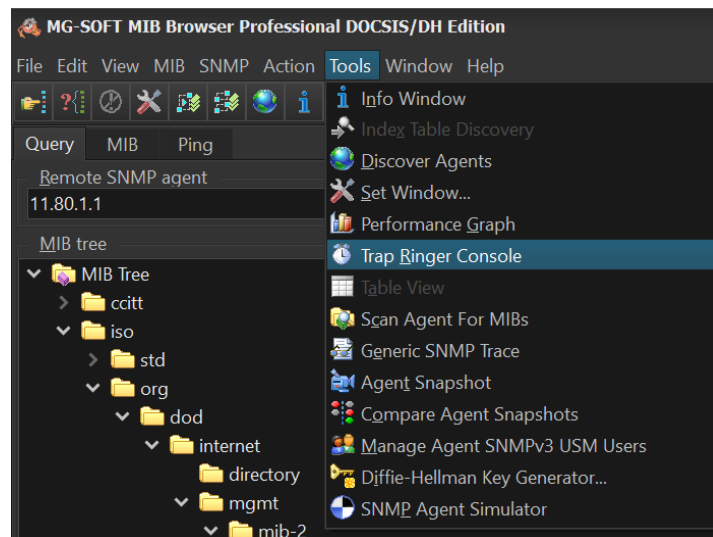 MG-SOFT MIB Browser Professional DOCSIS/DH Edition
File Edit View MIB SNMP Action Tools Window Help
Query MIB Ping
Remote SNMP agent
11.80.1.1
MIB tree
MIB Tree
ccitt
iso
std
org
dod
internet
directory
mgmt
mib-2
Info Window
Index Table Discovery
Discover Agents
Set Window...
Performance Graph
Trap Ringer Console
Table View
Scan Agent For MIBs
Generic SNMP Trace
Agent Snapshot
Compare Agent Snapshots
Manage Agent SNMPv3 USM Users
Diffie-Hellman Key Generator...
SNMP Agent Simulator